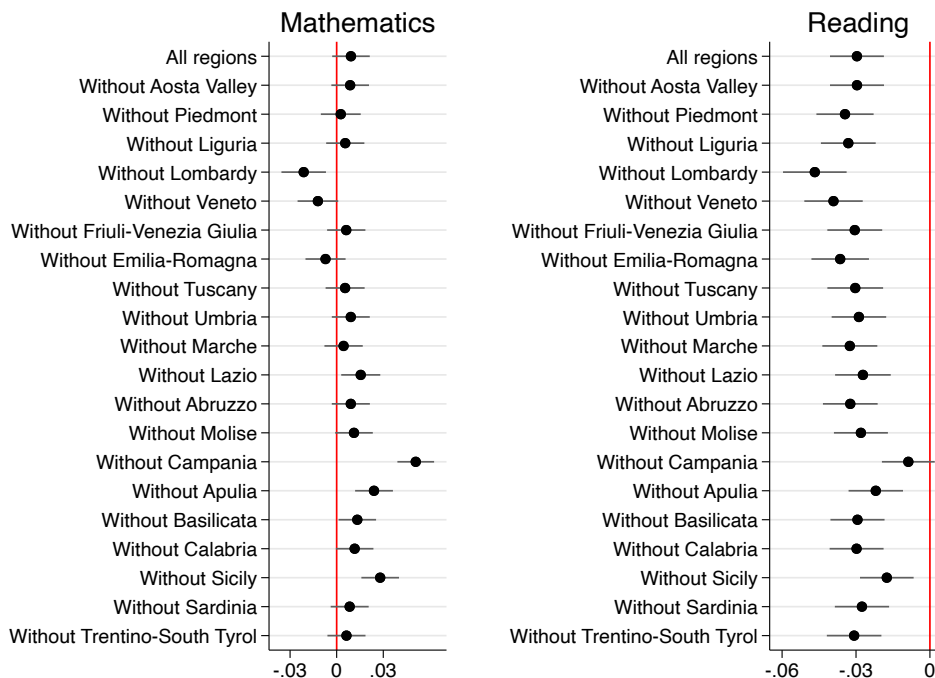 Mathematics
All regions
Without Aosta Valley
Without Piedmont
Without Liguria
Without Lombardy
Without Veneto
Without Friuli-Venezia Giulia
Without Emilia-Romagna
Without Tuscany
Without Umbria
Without Marche
Without Lazio
Without Abruzzo
Without Molise
Without Campania
Without Apulia
Without Basilicata
Without Calabria
Without Sicily
Without Sardinia
Without Trentino-South Tyrol
-.03 0 .03
Reading
All regions
Without Aosta Valley
Without Piedmont
Without Liguria
Without Lombardy
Without Veneto
Without Friuli-Venezia Giulia
Without Emilia-Romagna
Without Tuscany
Without Umbria
Without Marche
Without Lazio
Without Abruzzo
Without Molise
Without Campania
Without Apulia
Without Basilicata
Without Calabria
Without Sicily
Without Sardinia
Without Trentino-South Tyrol
-.06 -.03 0